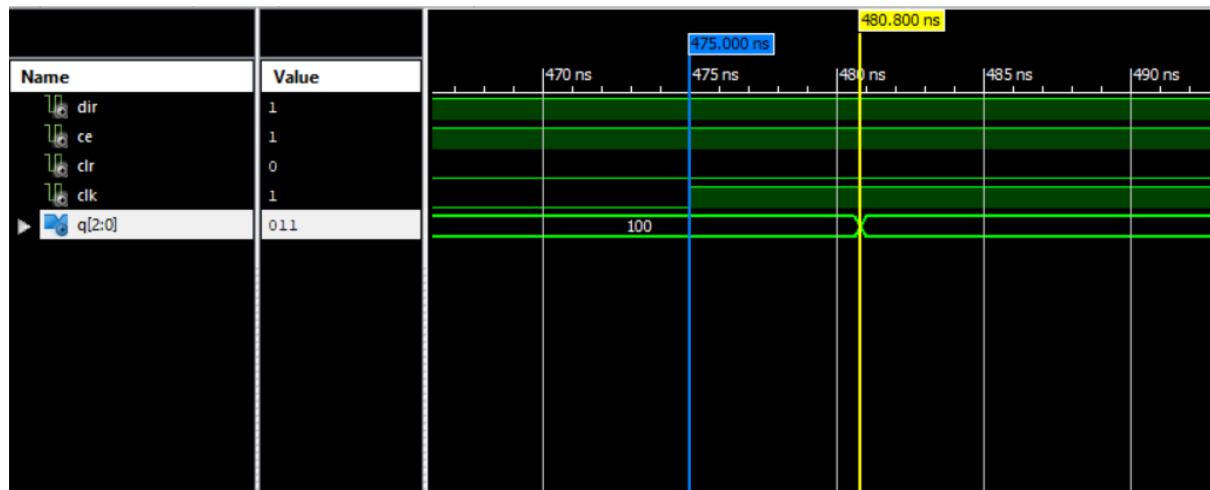 480.800 ns
475.000 ns
Name Value 470 ns 475 ns 480 ns 485 ns 490 ns
dir 1
ce 1
clr 0
clk 1
q[2:0] 011 100